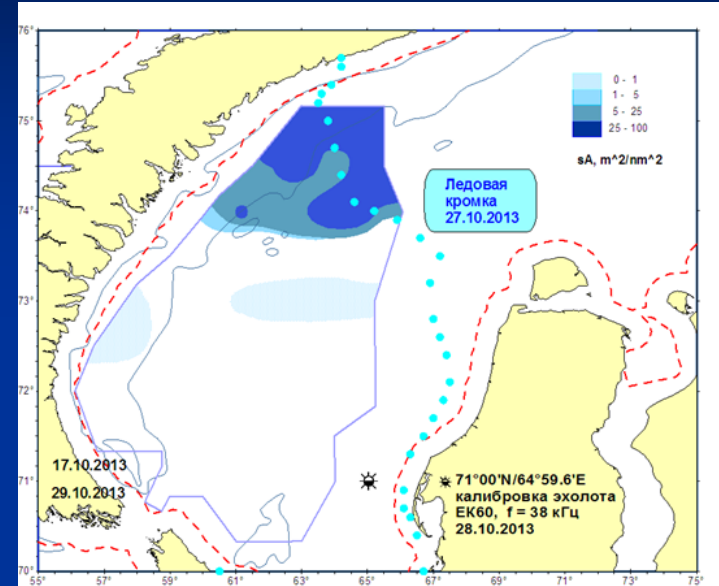 76°
75°
74°
73°
72°
71°
70°
55°
57°
59°
61°
63°
65°
67°
69°
71°
73°
75°
0 - 1
1 - 5
5 - 25
25 - 100
sA, m^2/nm^2
Ледовая
кромка
27.10.2013
17.10.2013
29.10.2013
71°00'N/64°59.6'E
калибровка эхолота
ЕК60, f = 38 кГц
28.10.2013